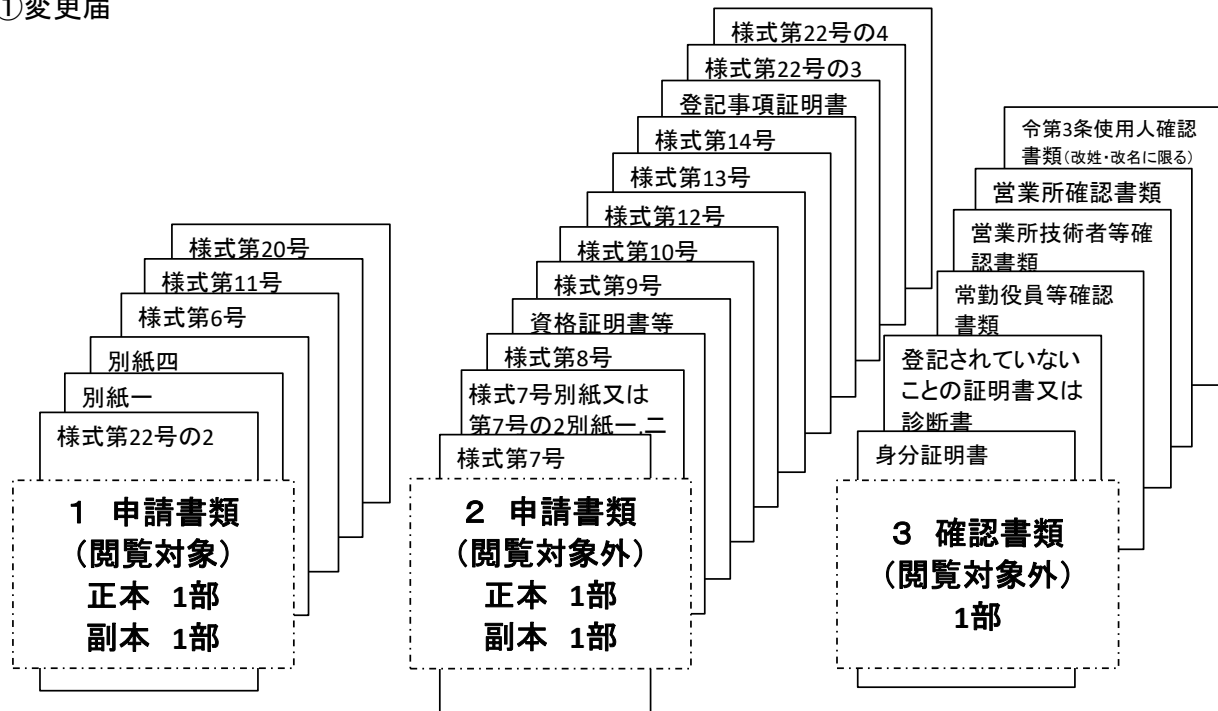 ①変更届
様式第20号
様式第11号
様式第6号
別紙四
別紙一
様式第22号の2
1 申請書類
（閲覧対象）
正本 1部
副本 1部
様式第22号の4
様式第22号の3
登記事項証明書
様式第14号
様式第13号
様式第12号
様式第10号
様式第9号
資格証明書等
様式第8号
様式7号別紙又は
第7号の2別紙一,二
様式第7号
2 申請書類
（閲覧対象外）
正本 1部
副本 1部
令第3条使用人確認
書類(改姓・改名に限る)
営業所確認書類
営業所技術者等確
認書類
常勤役員等確認
書類
登記されていない
ことの証明書又は
診断書
身分証明書
3 確認書類
（閲覧対象外）
1部